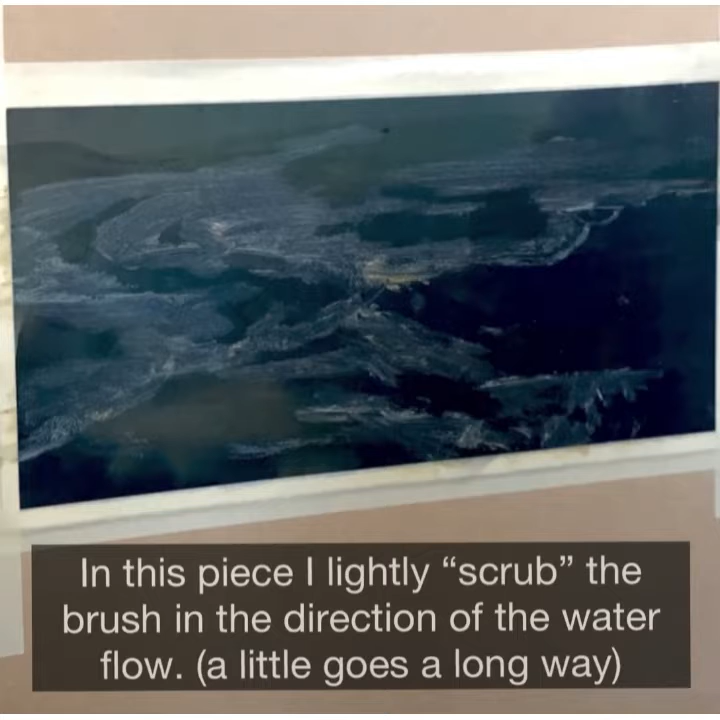 In this piece I lightly “scrub” the
brush in the direction of the water
flow. (a little goes a long way)